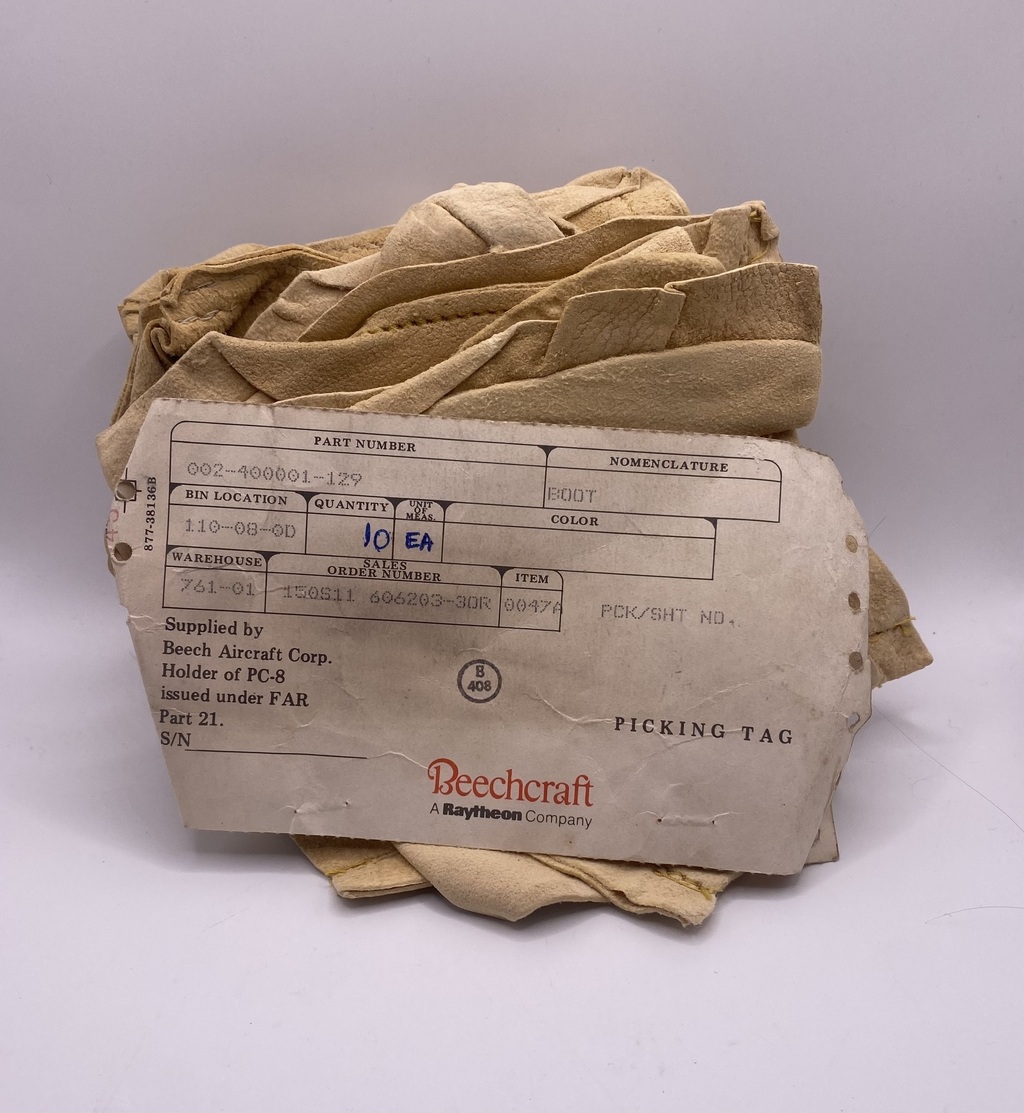 PART NUMBER
NOMENCLATURE
002-400001-129
BOOT
BIN LOCATION
QUANTITY
UNIT
OF
MEAS.
COLOR
110-08-0D
10
EA
WAREHOUSE
SALES
ORDER NUMBER
ITEM
761-01
150S11 606203-30R
0047A
PCK/SHT NO.
877-38136B
Supplied by
Beech Aircraft Corp.
Holder of PC-8
issued under FAR
Part 21.
S/N
B
408
PICKING TAG
Beechcraft
A Raytheon Company